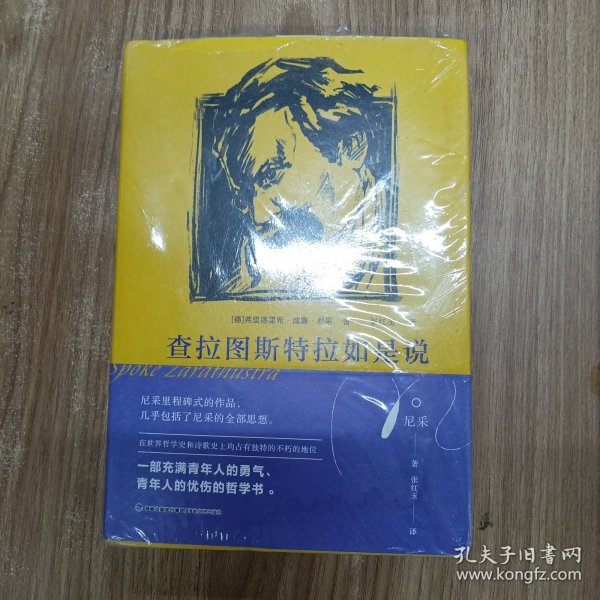 [德]弗里德里希·威廉·尼采 著 张红玉 译
查拉图斯特拉如是说
Spoke Zarathustra
尼采里程碑式的作品，
几乎包括了尼采的全部思想。
在世界哲学史和诗歌史上均占有独特的不朽的地位
一部充满青年人的勇气、
青年人的忧伤的哲学书。
尼采
著
张红玉
译
孔夫子旧书网
www.kongfz.com